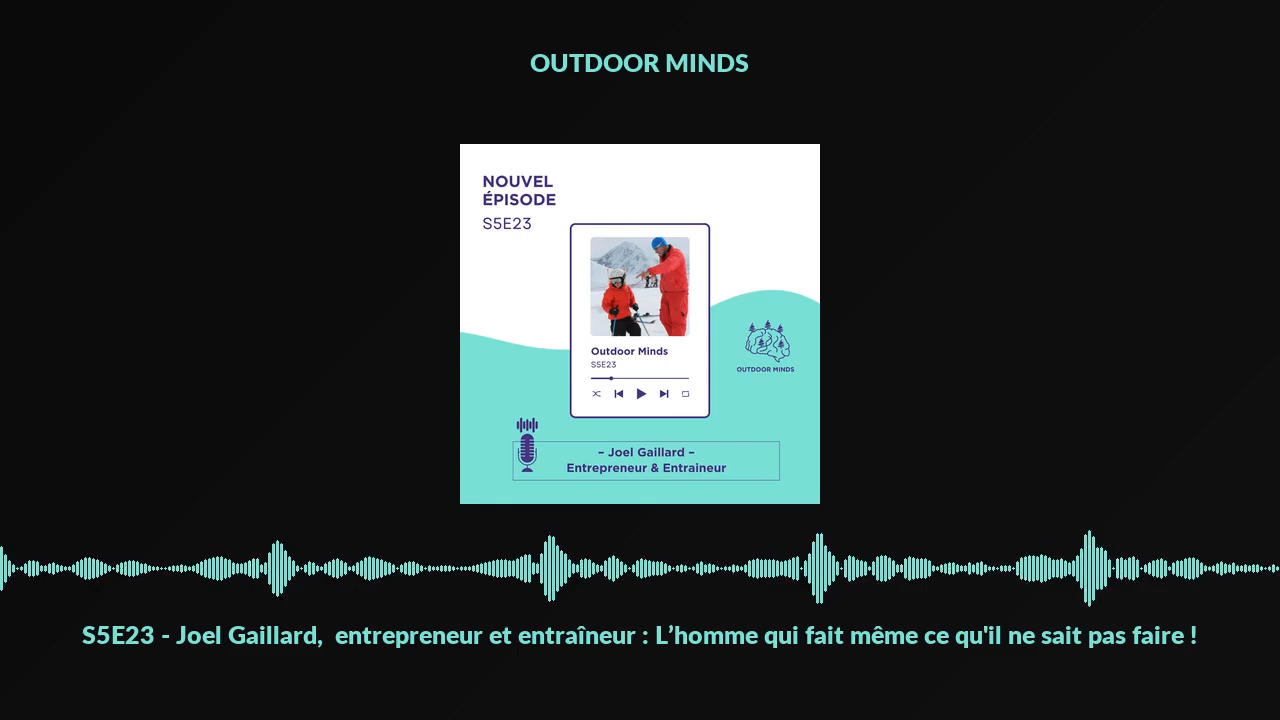 OUTDOOR MINDS
NOUVEL
ÉPISODE
S5E23
Outdoor Minds
S5E23
OUTDOOR MINDS
– Joel Gaillard –
Entrepreneur & Entraineur
S5E23 - Joel Gaillard,  entrepreneur et entraîneur : L’homme qui fait même ce qu'il ne sait pas faire !